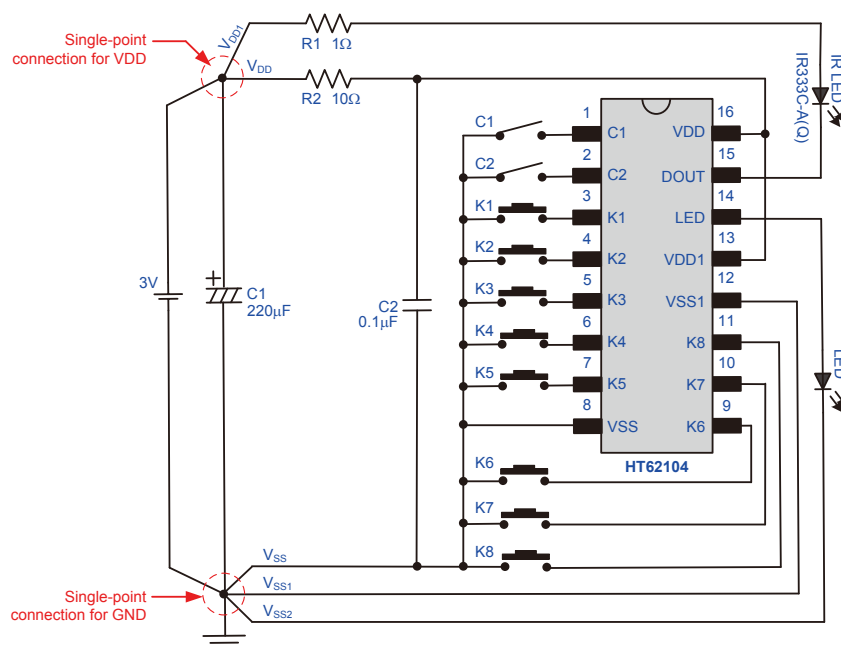 Single-point
connection for VDD
VDD1
VDD
R1 1Ω
R2 10Ω
IR LED
IR333C-A(Q)
C1
C2
K1
K2
K3
K4
K5
K6
K7
K8
1
2
3
4
5
6
7
8
C1
C2
K1
K2
K3
K4
K5
VSS
16
15
14
13
12
11
10
9
VDD
DOUT
LED
VDD1
VSS1
K8
K7
K6
HT62104
3V
+
C1
220µF
C2
0.1µF
LED
VSS
VSS1
VSS2
Single-point
connection for GND